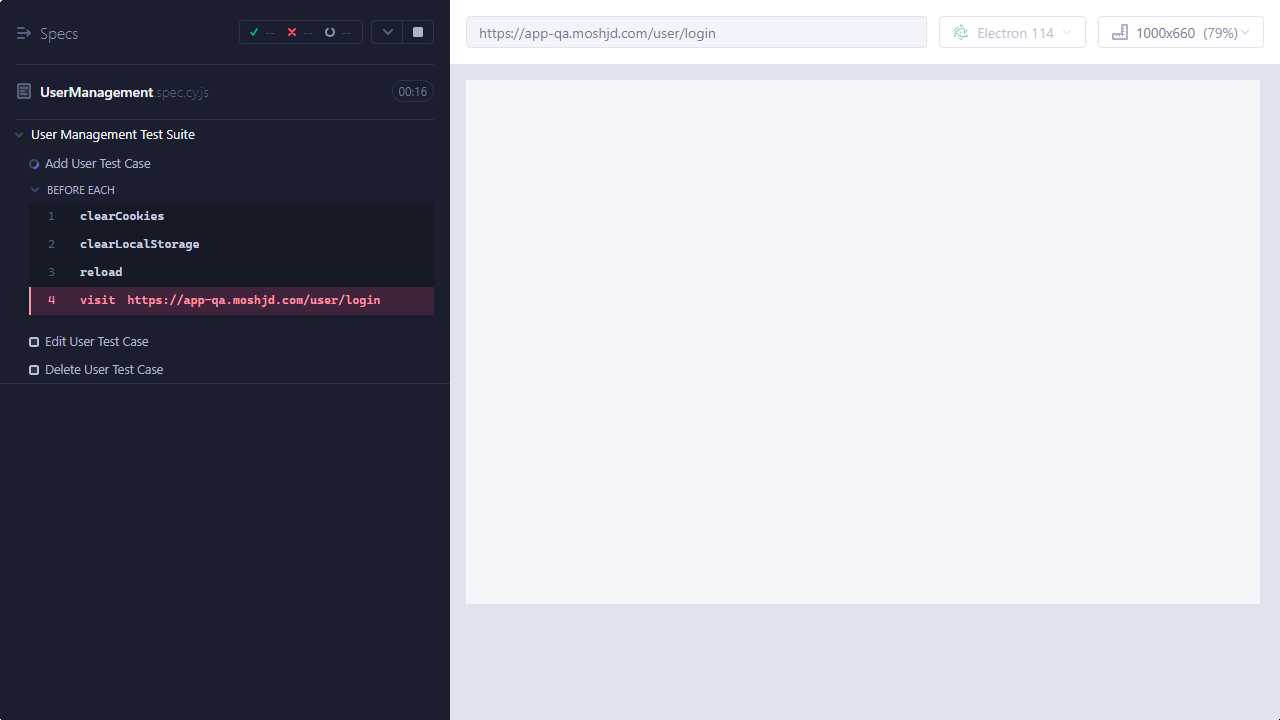 Specs
-- -- --
https://app-qa.moshjd.com/user/login
Electron 114
1000x660 (79%)
UserManagement.spec.cy.js
00:16
User Management Test Suite
Add User Test Case
BEFORE EACH
1 clearCookies
2 clearLocalStorage
3 reload
4 visit https://app-qa.moshjd.com/user/login
Edit User Test Case
Delete User Test Case